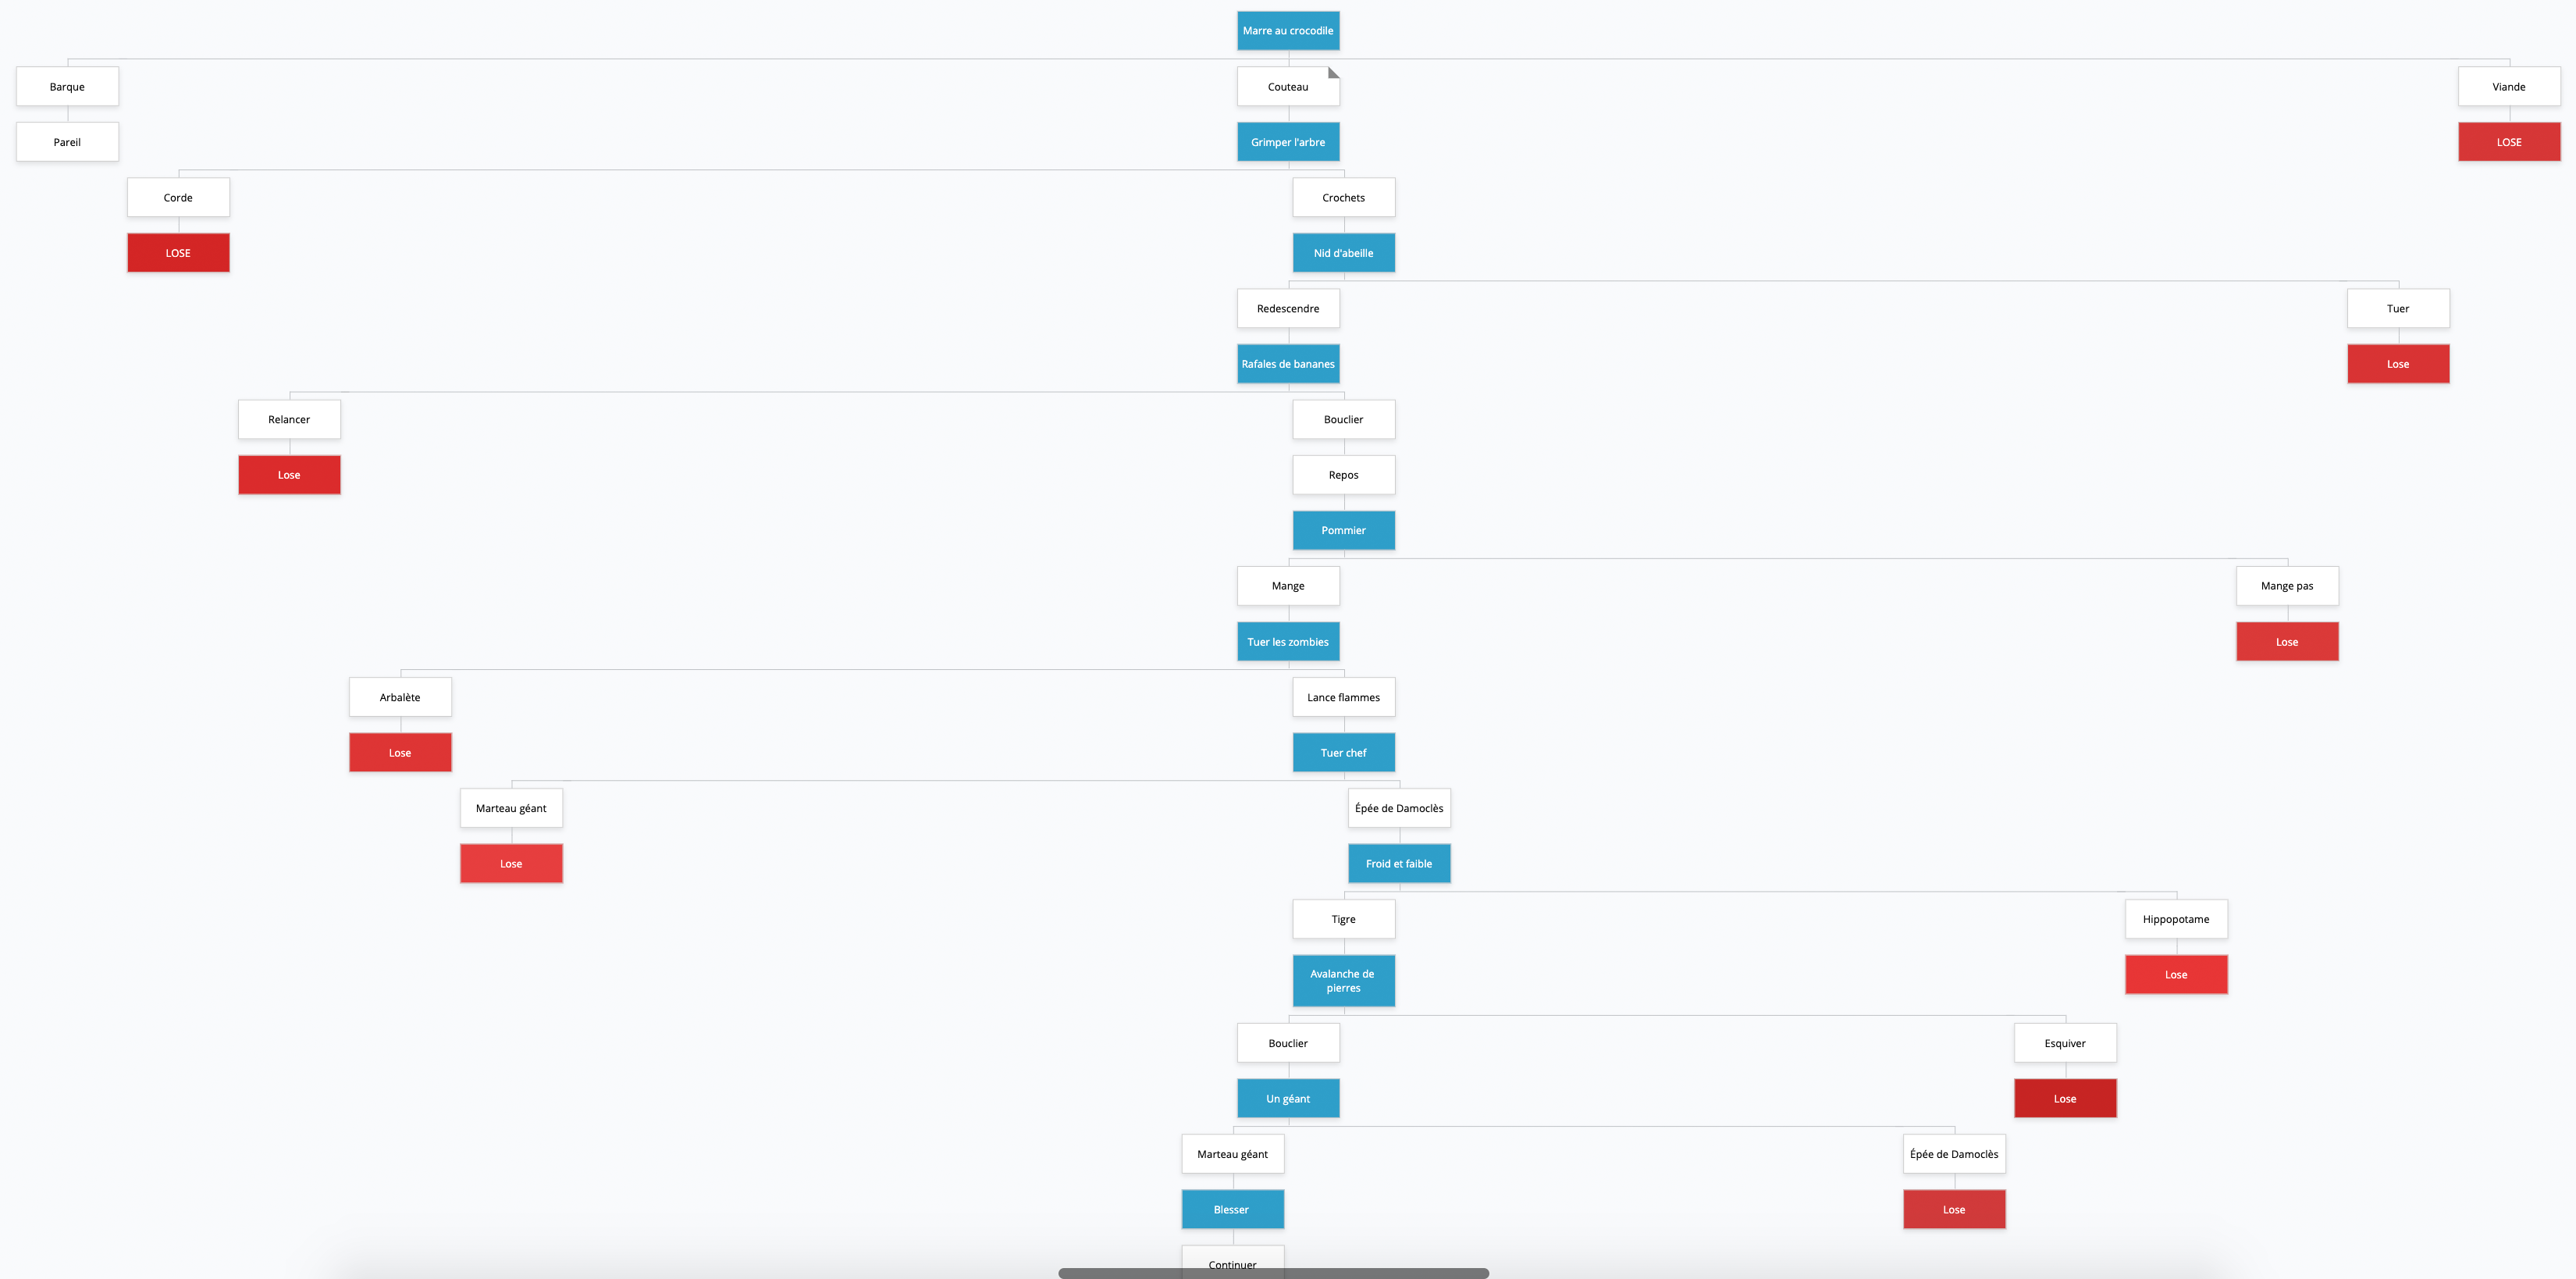 Marre au crocodile
Barque
Couteau
Viande
Pareil
Grimper l'arbre
LOSE
Corde
Crochets
LOSE
Nid d'abeille
Redescendre
Tuer
Rafales de bananes
Lose
Relancer
Bouclier
Lose
Repos
Pommier
Mange
Mange pas
Tuer les zombies
Lose
Arbalète
Lance flammes
Lose
Tuer chef
Marteau géant
Épée de Damoclès
Lose
Froid et faible
Tigre
Hippopotame
Avalanche de
pierres
Lose
Bouclier
Esquiver
Un géant
Lose
Marteau géant
Épée de Damoclès
Blesser
Lose
Continuer